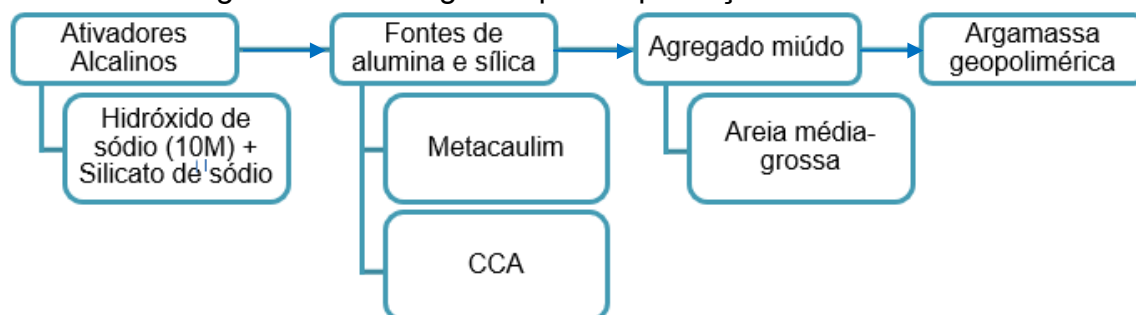 Ativadores
Alcalinos
Hidróxido de
sódio (10M) +
Silicato de sódio
Fontes de
alumina e sílica
Metacaulim
CCA
Agregado miúdo
Areia média-
grossa
Argamassa
geopolimérica